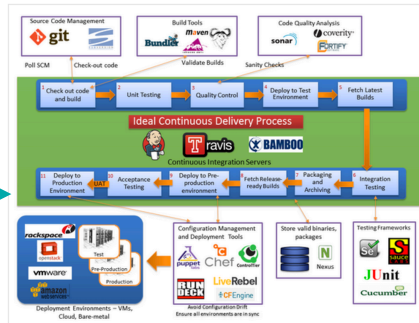 Source Code Management
git
Build Tools
Bundler
maven
Code Quality Analysis
sonar
coverity
FORTIFY
Poll SCM
Check-out code
Validate Builds
Sanity Checks
1
Check out code and build
2
Unit Testing
3
Quality Control
4
Deploy to Test Environment
5
Fetch Latest Builds
Ideal Continuous Delivery Process
Travis
BAMBOO
Continuous Integration Servers
11
Deploy to Production Environment
UAT
10
Acceptance Testing
9
Deploy to Pre-production environment
8
Fetch Release-ready Builds
7
Packaging and Archiving
6
Integration Testing
rackspace
openstack
vmware
amazon
webservices
Test
Pre-Production
Production
Deployment Environments – VMs, Cloud, Bare-metal
Configuration Management and Deployment Tools
puppet
Chef
ControlTier
RUN DECK
LiveRebel
CFEngine
Avoid Configuration Drift
Ensure all environments are in sync
Store valid binaries, packages
Nexus
Testing Frameworks
Se
SAUCE
JUnit
Cucumber